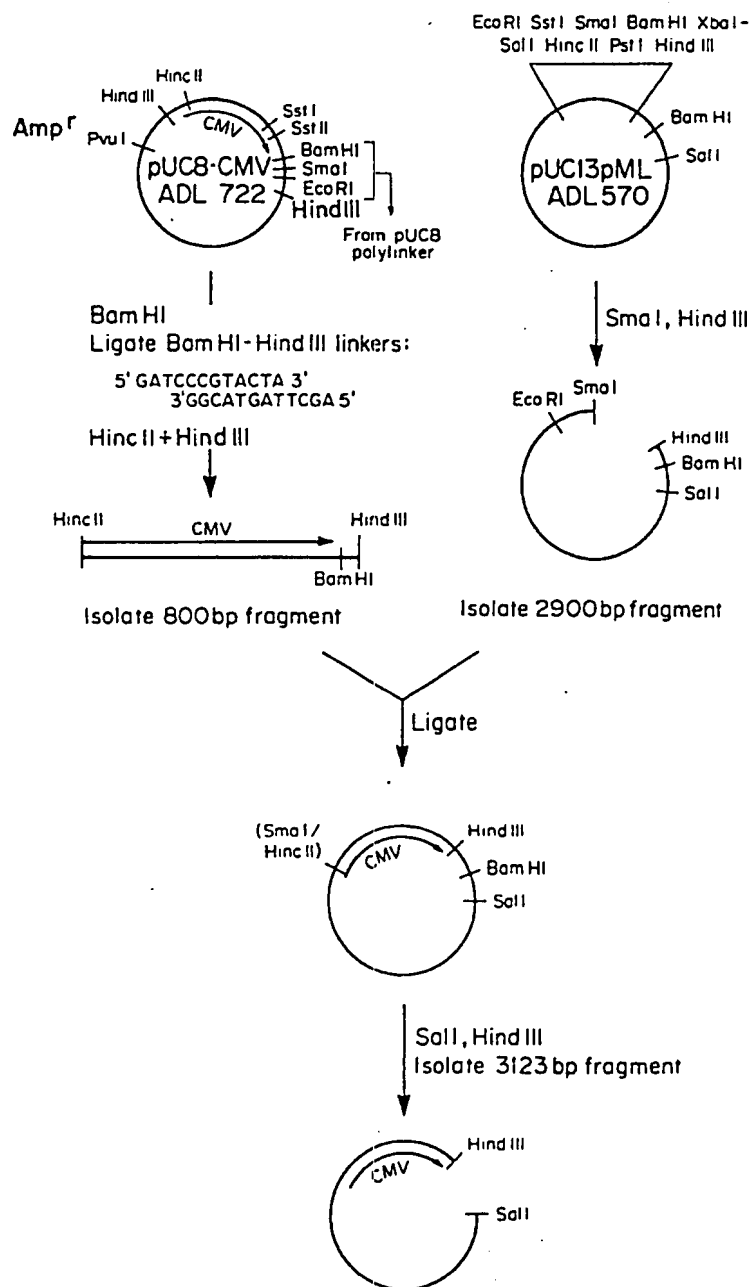 EcoRI SstI SmaI BamHI XbaI-
SalI HincII PstI HindIII
HincII
HindIII
Amp^r
PvuI
CMV
SstI
SstII
BamHI
SmaI
EcoRI
HindIII
pUC8-CMV
ADL 722
From pUC8
polylinker
BamHI
SalI
pUC13pML
ADL 570
BamHI
Ligate BamHI-HindIII linkers:
5' GATCCCGTACTA 3'
3'GGCATGATTCGA 5'
HincII + HindIII
SmaI, HindIII
SmaI
EcoRI
HindIII
BamHI
SalI
HincII
CMV
HindIII
BamHI
Isolate 800bp fragment
Isolate 2900bp fragment
Ligate
(SmaI/
HincII)
CMV
HindIII
BamHI
SalI
SalI, HindIII
Isolate 3123bp fragment
CMV
HindIII
SalI